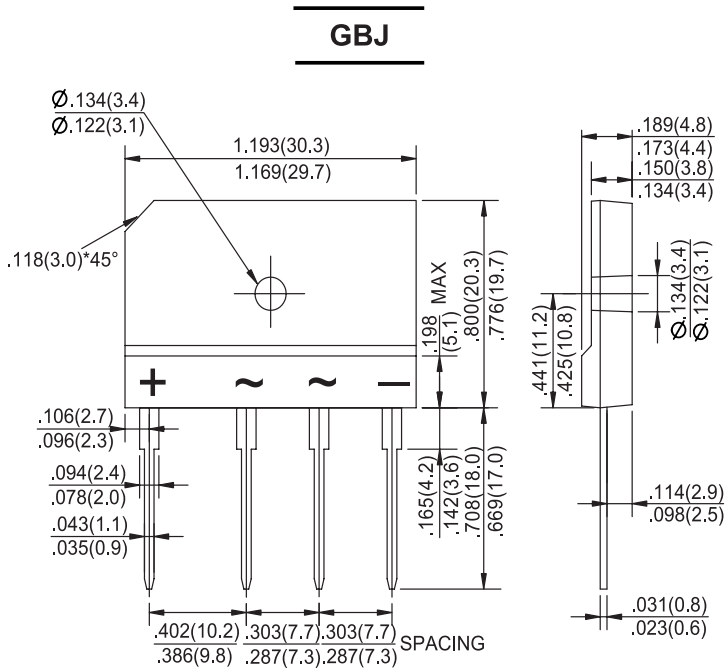 GBJ
Ø.134(3.4)
Ø.122(3.1)
1.193(30.3)
1.169(29.7)
.189(4.8)
.173(4.4)
.150(3.8)
.134(3.4)
.118(3.0)*45°
.198
(5.1)
MAX
.800(20.3)
.776(19.7)
.441(11.2)
.425(10.8)
Ø.134(3.4)
Ø.122(3.1)
+ ~ ~ −
.106(2.7)
.096(2.3)
.094(2.4)
.078(2.0)
.043(1.1)
.035(0.9)
.165(4.2)
.142(3.6)
.708(18.0)
.669(17.0)
.114(2.9)
.098(2.5)
.031(0.8)
.023(0.6)
.402(10.2) .303(7.7) .303(7.7)
.386(9.8) .287(7.3) .287(7.3)
SPACING